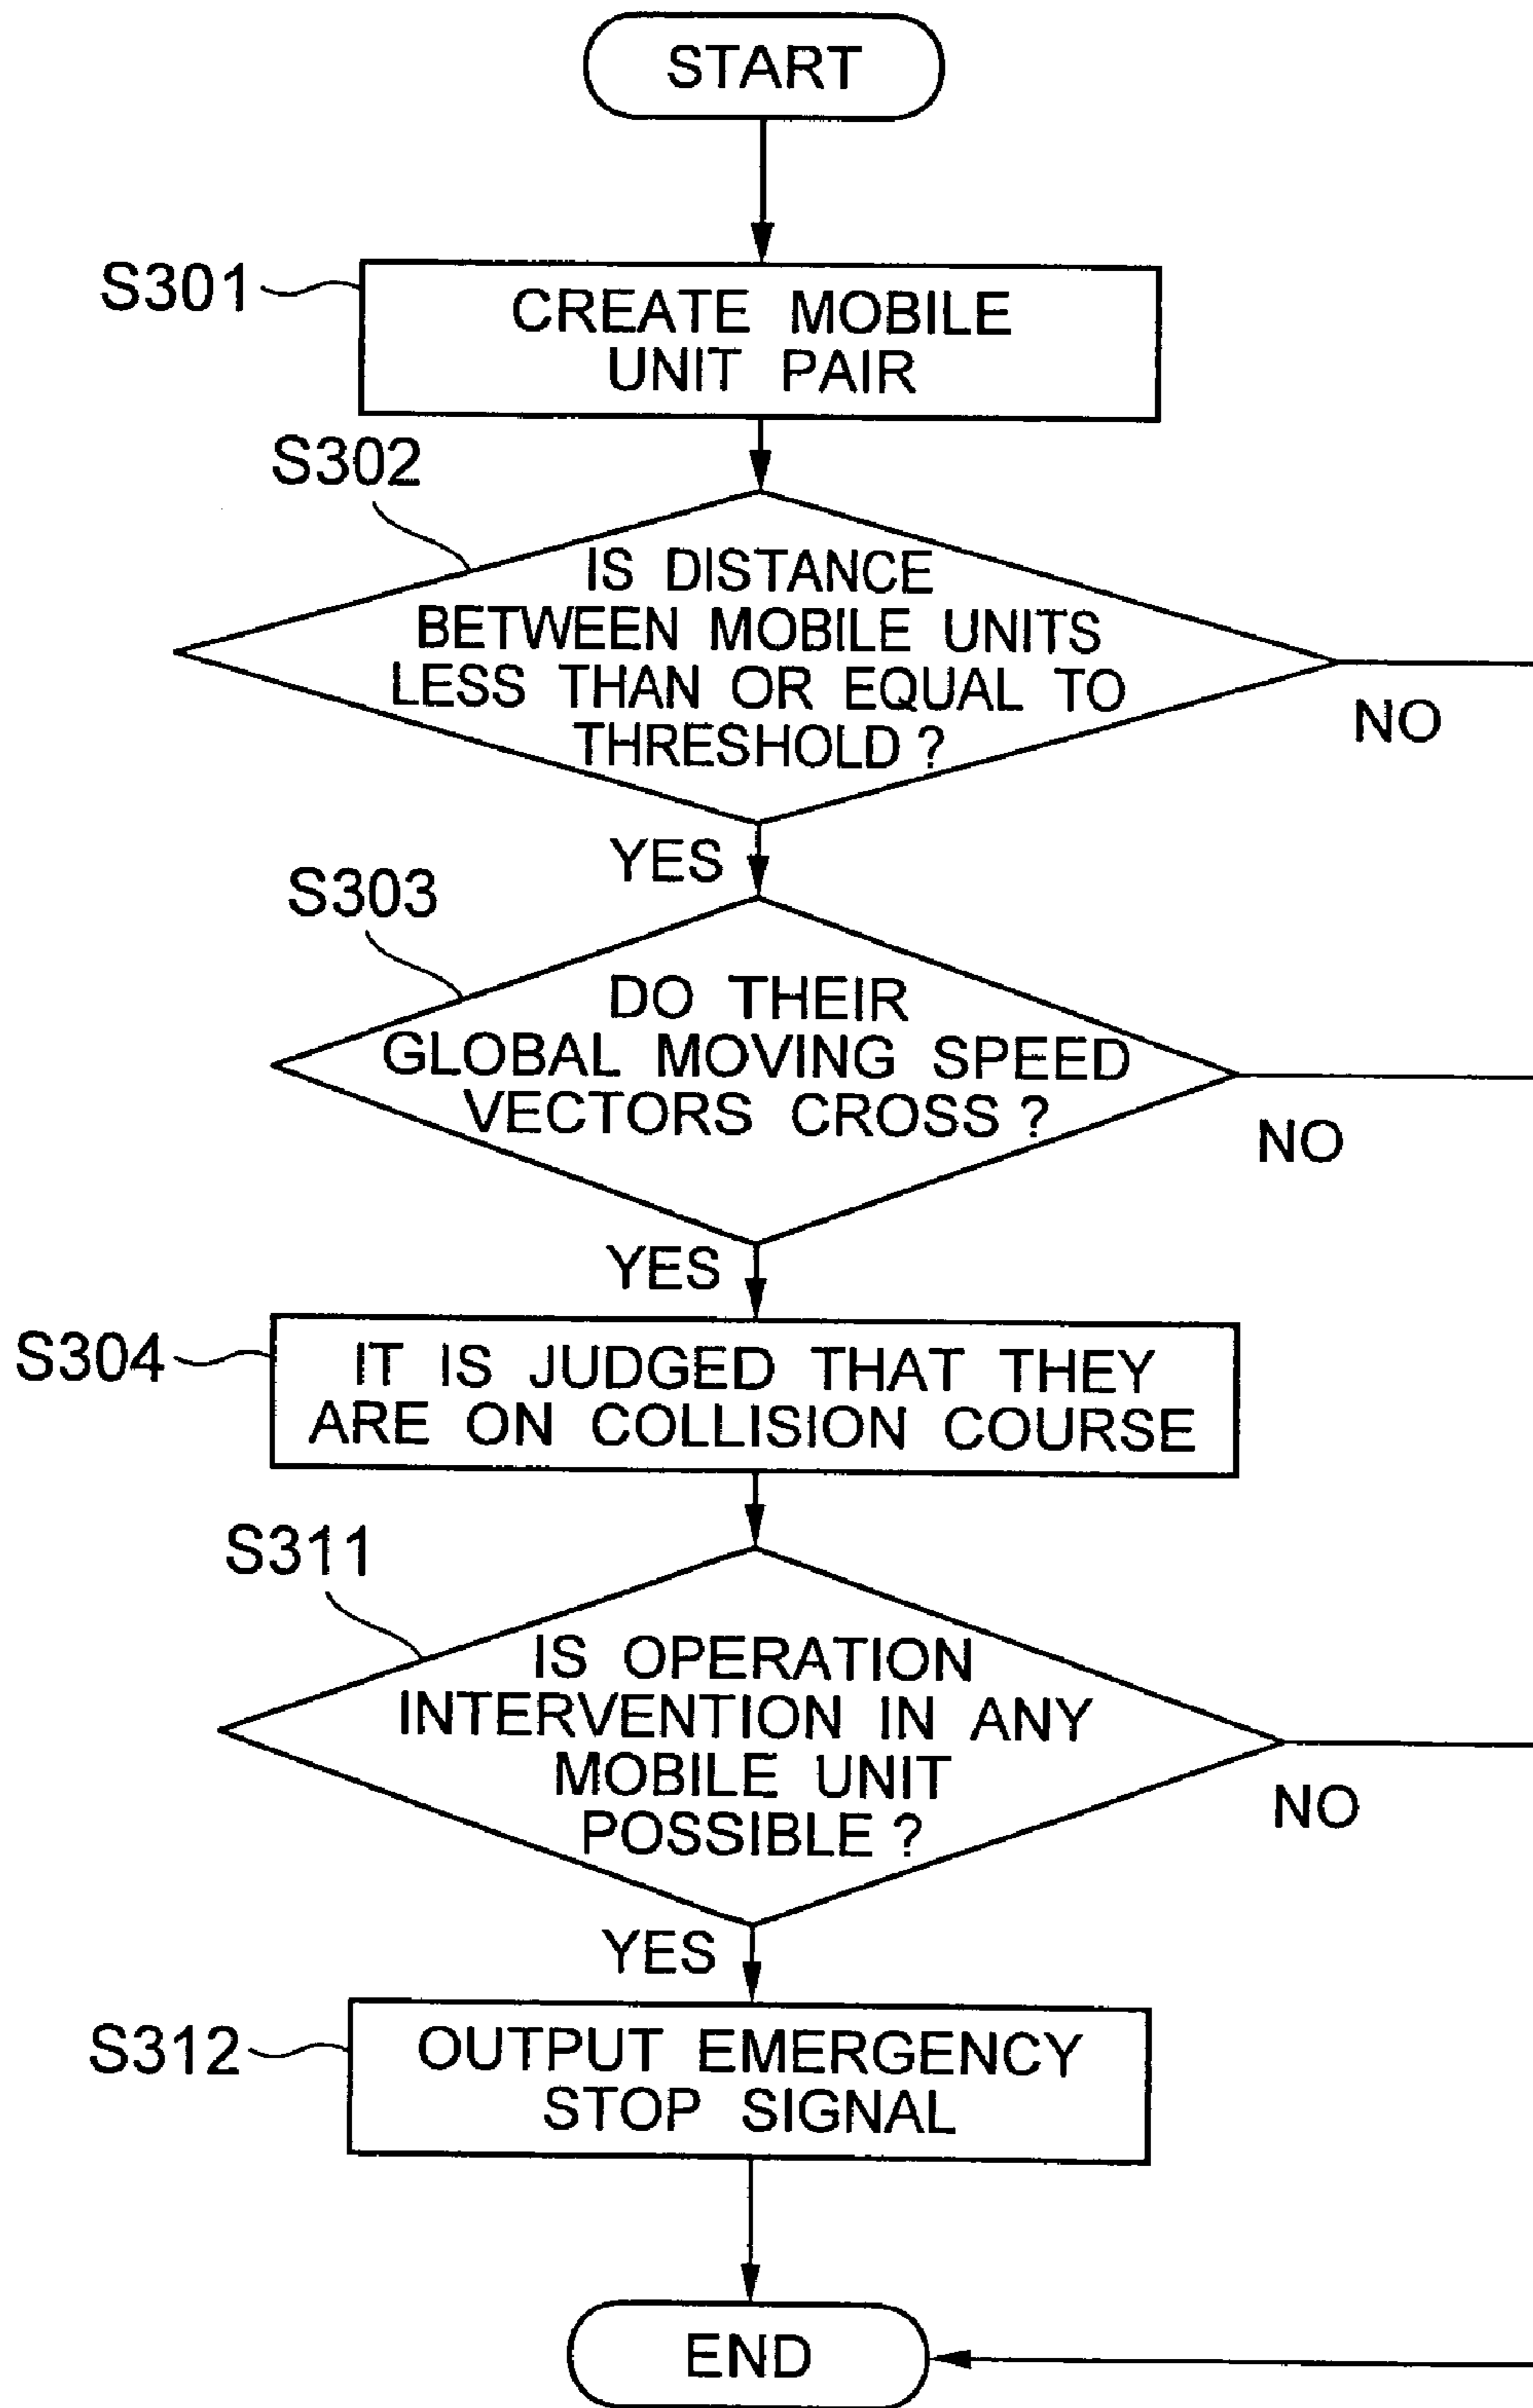 START
S301
CREATE MOBILE
UNIT PAIR
S302
IS DISTANCE
BETWEEN MOBILE UNITS
LESS THAN OR EQUAL TO
THRESHOLD ?
NO
YES
S303
DO THEIR
GLOBAL MOVING SPEED
VECTORS CROSS ?
NO
YES
S304
IT IS JUDGED THAT THEY
ARE ON COLLISION COURSE
S311
IS OPERATION
INTERVENTION IN ANY
MOBILE UNIT
POSSIBLE ?
NO
YES
S312
OUTPUT EMERGENCY
STOP SIGNAL
END